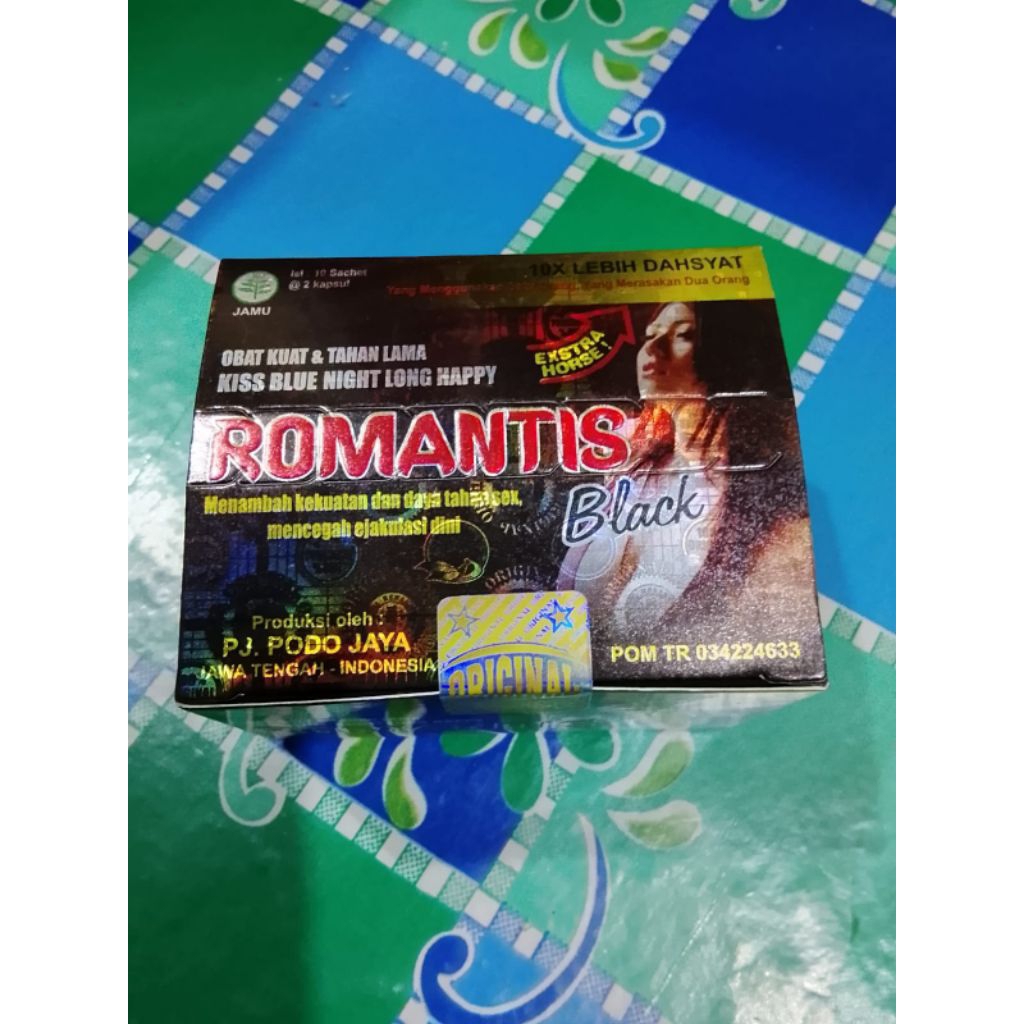 Isi : 10 Sachet
@ 2 kapsul
JAMU
10X LEBIH DAHSYAT
Yang Menggunakan Yang Merasakan Dua Orang
OBAT KUAT & TAHAN LAMA
KISS BLUE NIGHT LONG HAPPY
EXSTRA
HORSE !
ROMANTIS
Black
Menambah kekuatan dan daya tahan sex,
mencegah ejakulasi dini
Produksi oleh :
PJ. PODO JAYA
JAWA TENGAH - INDONESIA
ORIGINAL
POM TR 034224633